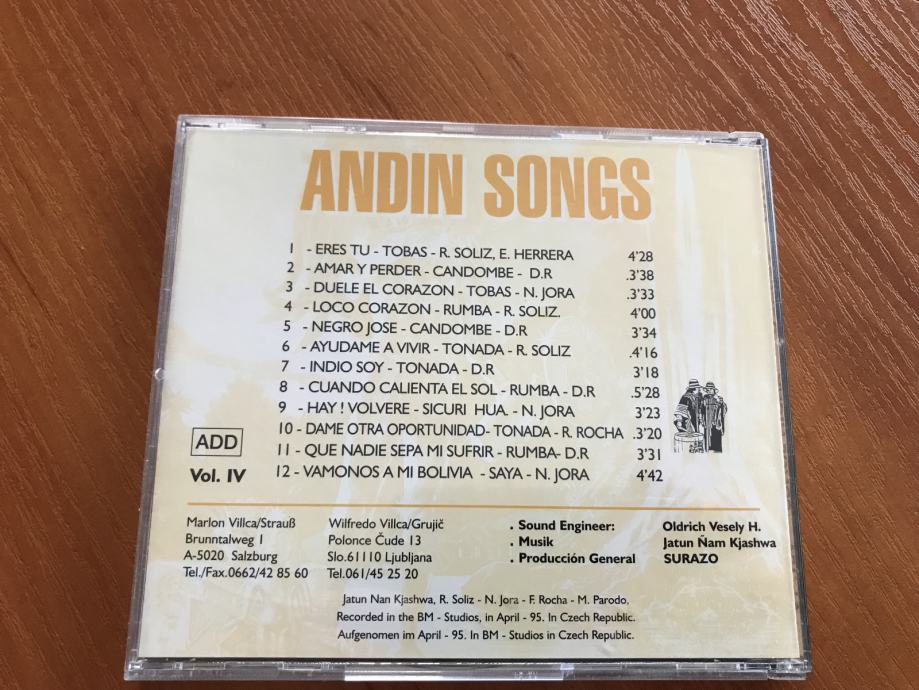 ANDIN SONGS
1 - ERES TU - TOBAS - R. SOLIZ, E. HERRERA 4'28
2 - AMAR Y PERDER - CANDOMBE - D.R .3'38
3 - DUELE EL CORAZON - TOBAS - N. JORA .3'33
4 - LOCO CORAZON - RUMBA - R. SOLIZ. 4'00
5 - NEGRO JOSE - CANDOMBE - D.R 3'34
6 - AYUDAME A VIVIR - TONADA - R. SOLIZ .4'16
7 - INDIO SOY - TONADA - D.R 3'18
8 - CUANDO CALIENTA EL SOL - RUMBA - D.R .5'28
9 - HAY ! VOLVERE - SICURI HUA. - N. JORA 3'23
10 - DAME OTRA OPORTUNIDAD- TONADA - R. ROCHA .3'20
11 - QUE NADIE SEPA MI SUFRIR - RUMBA- D.R 3'31
12 - VAMONOS A MI BOLIVIA - SAYA - N. JORA 4'42
ADD
Vol. IV
Marlon Villca/Strauß
Brunntalweg 1
A-5020 Salzburg
Tel./Fax.0662/42 85 60
Wilfredo Villca/Grujič
Polonce Čude 13
Slo.61110 Ljubljana
Tel.061/45 25 20
. Sound Engineer: Oldrich Vesely H.
. Musik Jatun Ñam Kjashwa
. Producción General SURAZO
Jatun Nan Kjashwa, R. Soliz - N. Jora - F. Rocha - M. Parodo,
Recorded in the BM - Studios, in April - 95. In Czech Republic.
Aufgenomen im April - 95. In BM - Studios in Czech Republic.